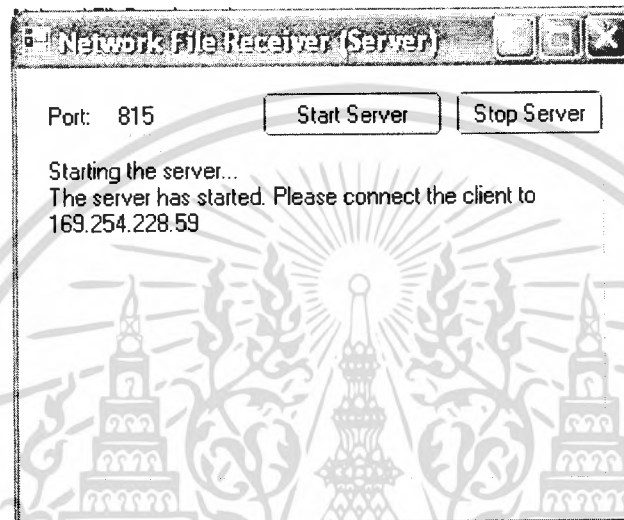 Network File Receiver (Server)
Port: 815 Start Server Stop Server
Starting the server...
The server has started. Please connect the client to
169.254.228.59